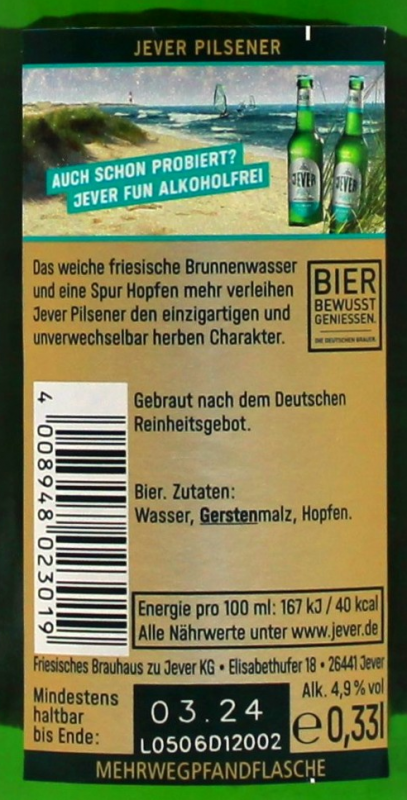 JEVER PILSENER
AUCH SCHON PROBIERT?
JEVER FUN ALKOHOLFREI
JEVER
JEVER
Das weiche friesische Brunnenwasser
und eine Spur Hopfen mehr verleihen
Jever Pilsener den einzigartigen und
unverwechselbar herben Charakter.
BIER
BEWUSST
GENIESSEN.
DIE DEUTSCHEN BRAUER.
Gebraut nach dem Deutschen
Reinheitsgebot.
Bier. Zutaten:
Wasser, Gerstenmalz, Hopfen.
4 008948 023019
Energie pro 100 ml: 167 kJ / 40 kcal
Alle Nährwerte unter www.jever.de
Friesisches Brauhaus zu Jever KG • Elisabethufer 18 • 26441 Jever
Mindestens
haltbar
bis Ende:
03.24
L0506D12002
Alk. 4,9 % vol
e 0,33l
MEHRWEGPFANDFLASCHE